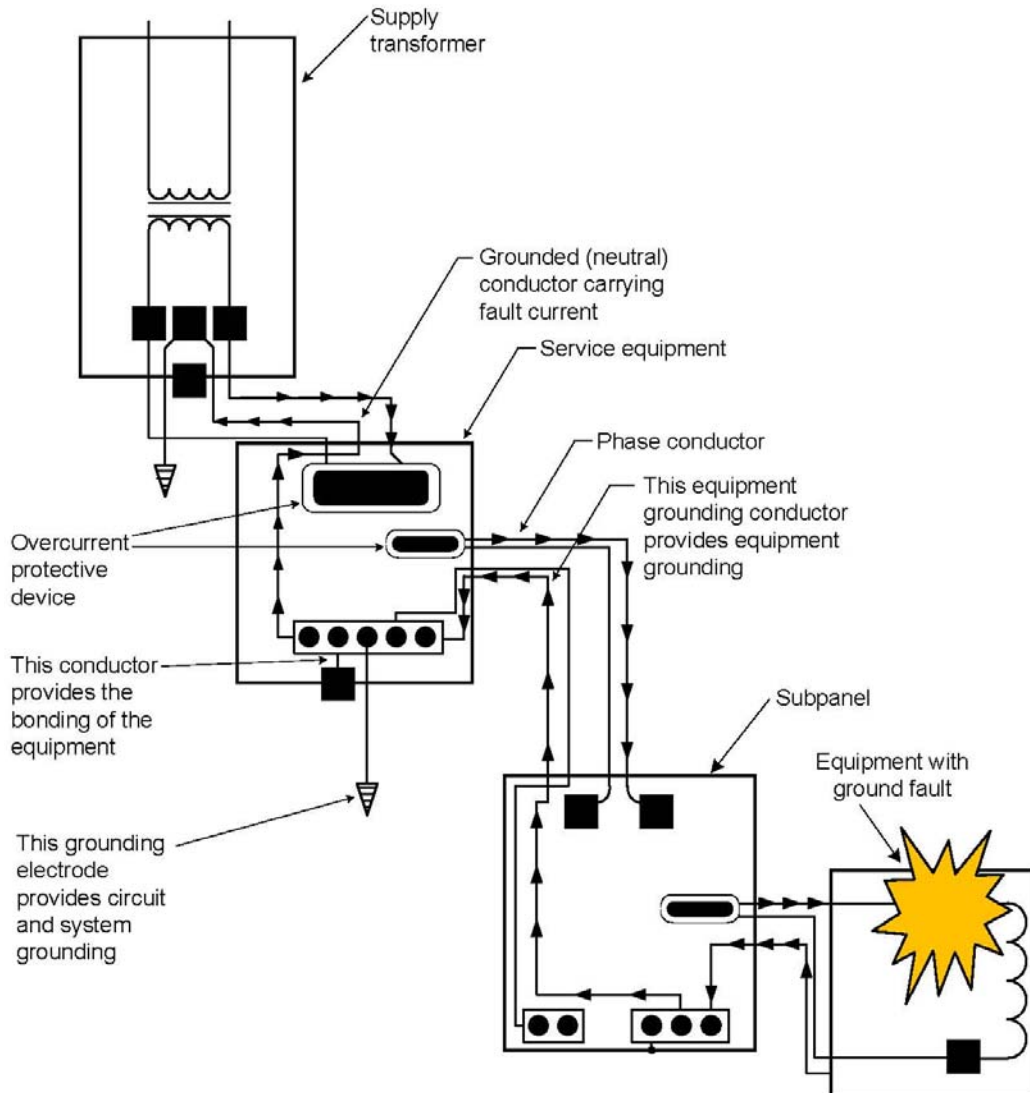 Supply
transformer
Grounded (neutral)
conductor carrying
fault current
Service equipment
Phase conductor
This equipment
grounding conductor
provides equipment
grounding
Overcurrent
protective
device
This conductor
provides the
bonding of the
equipment
Subpanel
Equipment with
ground fault
This grounding
electrode
provides circuit
and system
grounding